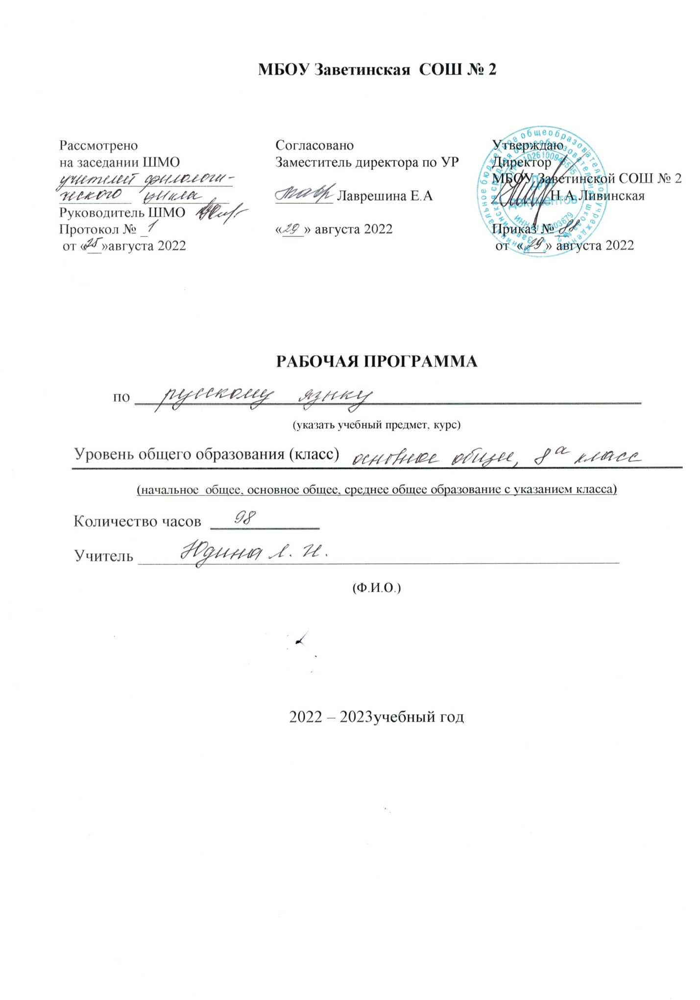 МБОУ Заветинская СОШ № 2
Рассмотрено
на заседании ШМО
учителей филологи-
ческого цикла
Руководитель ШМО
Протокол № 1
от «25»августа 2022
Согласовано
Заместитель директора по УР
Лаврешина Е.А
«29» августа 2022
Утверждаю
Директор
МБОУ Заветинской СОШ № 2
Н.А.Ливинская
Приказ № 88
от «29» августа 2022
Для
документов
РАБОЧАЯ ПРОГРАММА
по русскому языку
(указать учебный предмет, курс)
Уровень общего образования (класс) основное общее, 8а класс
(начальное общее, основное общее, среднее общее образование с указанием класса)
Количество часов 98
Учитель Юдина Л. Н.
(Ф.И.О.)
2022 – 2023учебный год